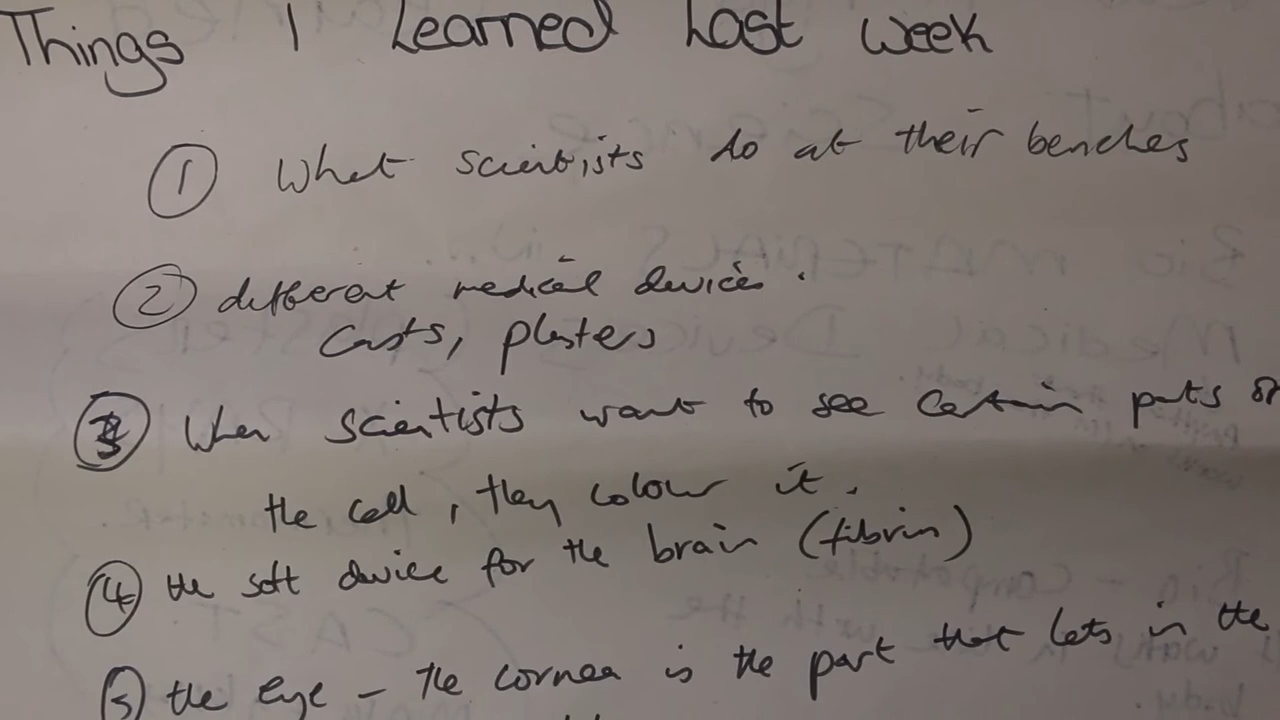 Things I Learned Last Week
① What scientists do at their benches
② different medical devices.
Casts, plasters
③ When scientists want to see certain parts of
the cell, they colour it.
④ the soft device for the brain (fibrin)
⑤ the eye – the cornea is the part that lets in the